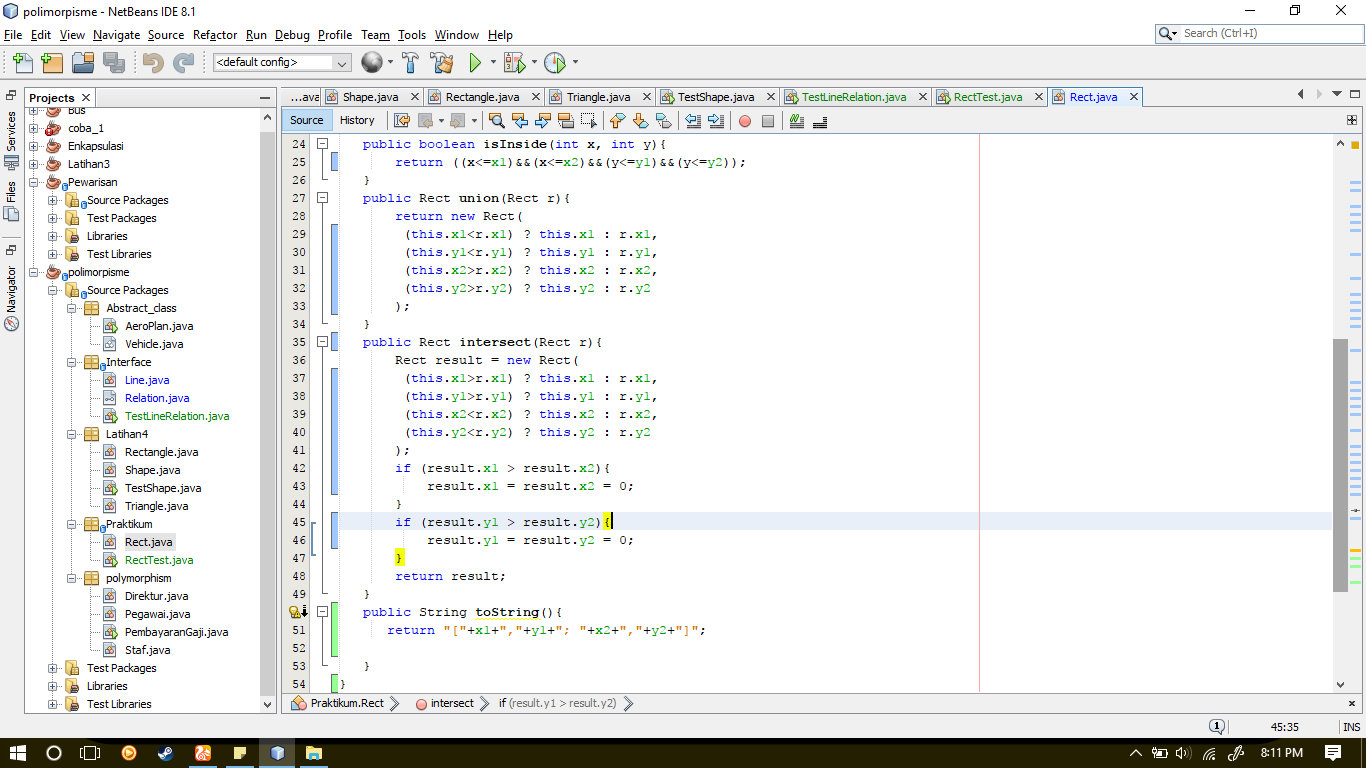 polimorpisme - NetBeans IDE 8.1
File Edit View Navigate Source Refactor Run Debug Profile Team Tools Window Help
Search (Ctrl+I)
<default config>
Projects
...ava Shape.java Rectangle.java Triangle.java TestShape.java TestLineRelation.java RectTest.java Rect.java
Source History
Services
Files
Navigator
Bus
coba_1
Enkapsulasi
Latihan3
Pewarisan
Source Packages
Test Packages
Libraries
Test Libraries
polimorpisme
Source Packages
Abstract_class
AeroPlan.java
Vehicle.java
Interface
Line.java
Relation.java
TestLineRelation.java
Latihan4
Rectangle.java
Shape.java
TestShape.java
Triangle.java
Praktikum
Rect.java
RectTest.java
polymorphism
Direktur.java
Pegawai.java
PembayaranGaji.java
Staf.java
Test Packages
Libraries
Test Libraries
24 public boolean isInside(int x, int y){
25 return ((x<=x1)&&(x<=x2)&&(y<=y1)&&(y<=y2));
26 }
27 public Rect union(Rect r){
28 return new Rect(
29 (this.x1<r.x1) ? this.x1 : r.x1,
30 (this.y1<r.y1) ? this.y1 : r.y1,
31 (this.x2>r.x2) ? this.x2 : r.x2,
32 (this.y2>r.y2) ? this.y2 : r.y2
33 );
34 }
35 public Rect intersect(Rect r){
36 Rect result = new Rect(
37 (this.x1>r.x1) ? this.x1 : r.x1,
38 (this.y1>r.y1) ? this.y1 : r.y1,
39 (this.x2<r.x2) ? this.x2 : r.x2,
40 (this.y2<r.y2) ? this.y2 : r.y2
41 );
42 if (result.x1 > result.x2){
43 result.x1 = result.x2 = 0;
44 }
45 if (result.y1 > result.y2){
46 result.y1 = result.y2 = 0;
47 }
48 return result;
49 }
public String toString(){
51 return "["+x1+","+y1+"; "+x2+","+y2+"]";
52
53 }
54 }
Praktikum.Rect intersect if (result.y1 > result.y2)
1 45:35 INS
8:11 PM